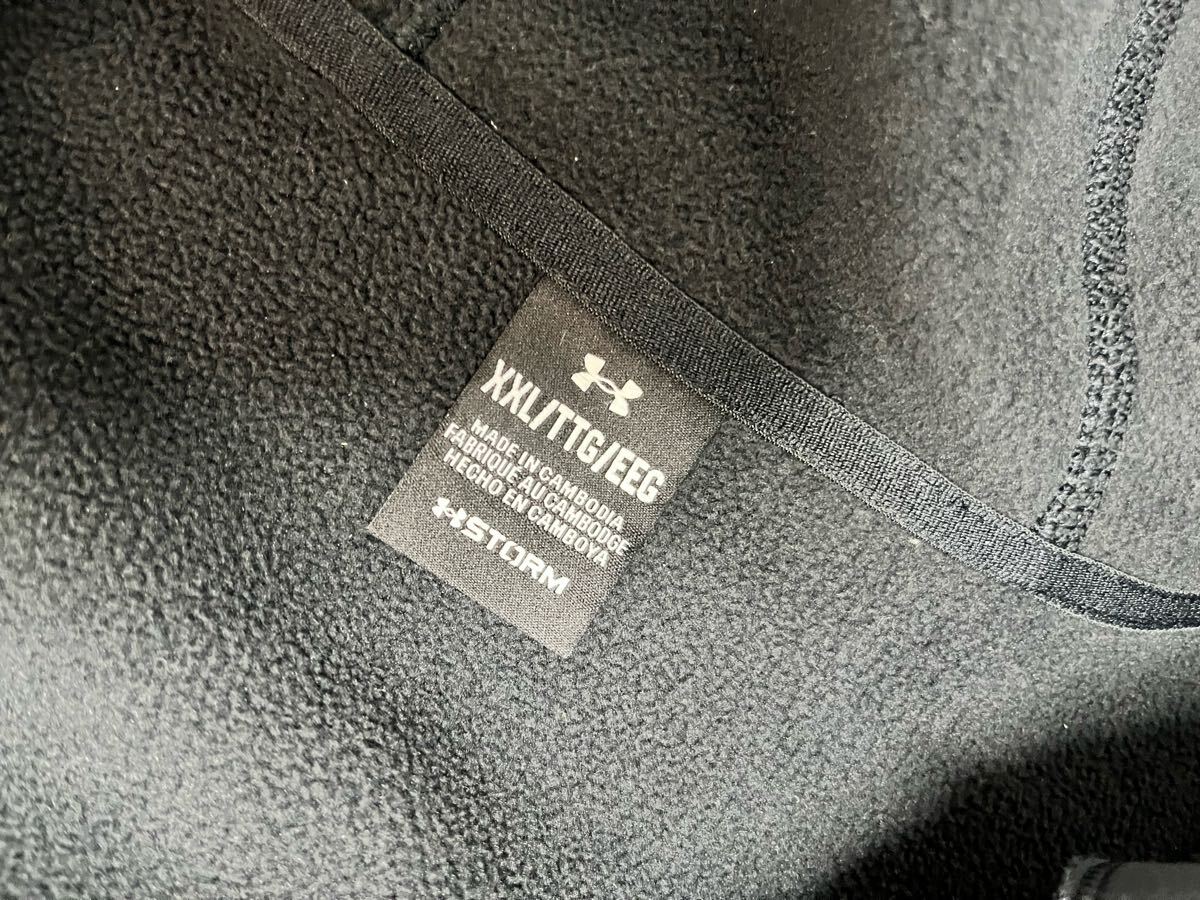 XXL/TTG/EEG
MADE IN CAMBODIA
FABRIQUE AU CAMBODGE
HECHO EN CAMBOYA
STORM